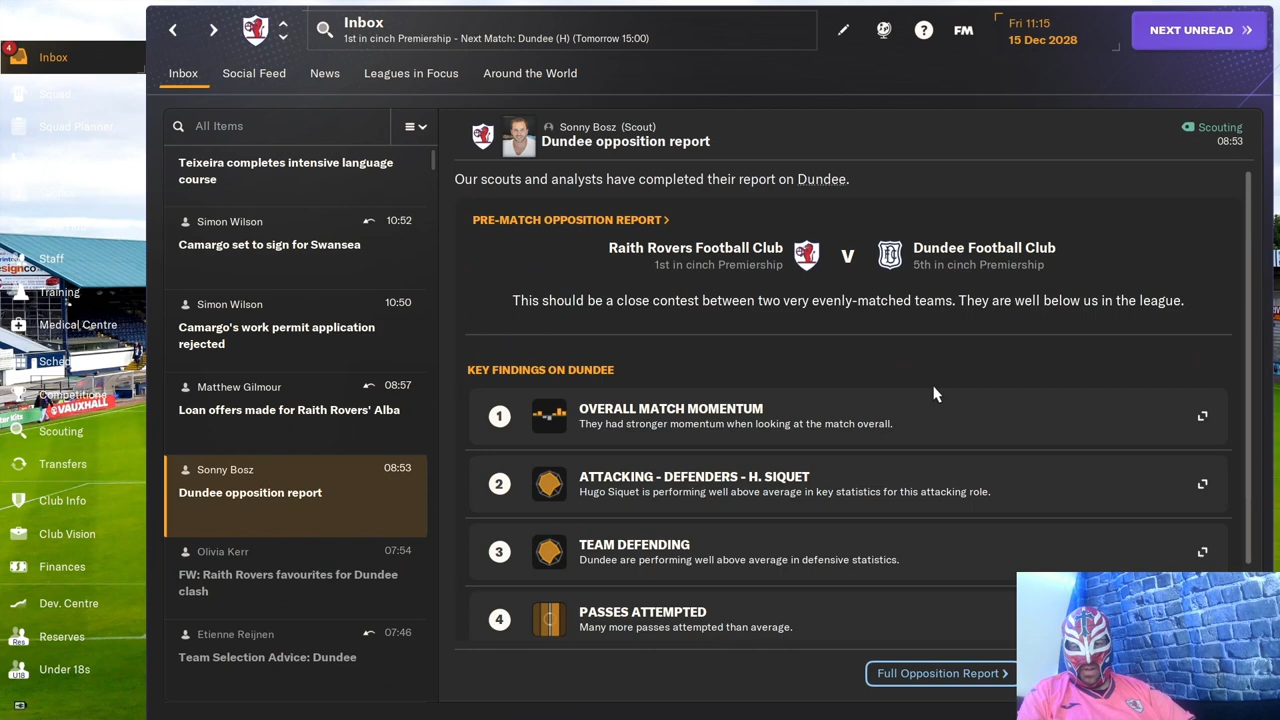 Inbox
1st in cinch Premiership - Next Match: Dundee (H) (Tomorrow 15:00)
FM
Fri 11:15
15 Dec 2028
NEXT UNREAD
4
Inbox
Squad
Squad Planner
Staff
Training
Medical Centre
Sched
Competitions
Scouting
Transfers
Club Info
Club Vision
Finances
Dev. Centre
Res
Reserves
U18
Under 18s
VAUXHALL
Inbox
Social Feed
News
Leagues in Focus
Around the World
All Items
Teixeira completes intensive language
course
Simon Wilson
10:52
Camargo set to sign for Swansea
Simon Wilson
10:50
Camargo's work permit application
rejected
Matthew Gilmour
08:57
Loan offers made for Raith Rovers' Alba
Sonny Bosz
08:53
Dundee opposition report
Olivia Kerr
07:54
FW: Raith Rovers favourites for Dundee
clash
Etienne Reijnen
07:46
Team Selection Advice: Dundee
Sonny Bosz (Scout)
Dundee opposition report
Scouting
08:53
Our scouts and analysts have completed their report on Dundee.
PRE-MATCH OPPOSITION REPORT >
Raith Rovers Football Club
1st in cinch Premiership
v
Dundee Football Club
5th in cinch Premiership
This should be a close contest between two very evenly-matched teams. They are well below us in the league.
KEY FINDINGS ON DUNDEE
1
OVERALL MATCH MOMENTUM
They had stronger momentum when looking at the match overall.
2
ATTACKING - DEFENDERS - H. SIQUET
Hugo Siquet is performing well above average in key statistics for this attacking role.
3
TEAM DEFENDING
Dundee are performing well above average in defensive statistics.
4
PASSES ATTEMPTED
Many more passes attempted than average.
Full Opposition Report >